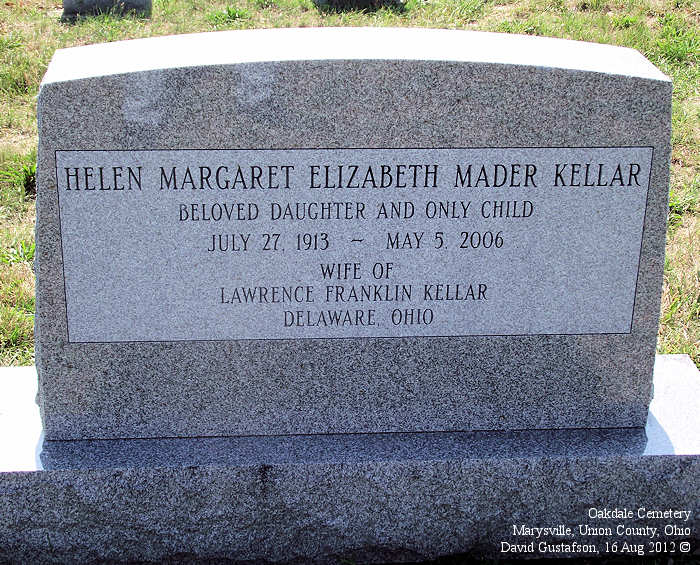 HELEN MARGARET ELIZABETH MADER KELLAR
BELOVED DAUGHTER AND ONLY CHILD
JULY 27, 1913 ~ MAY 5, 2006
WIFE OF
LAWRENCE FRANKLIN KELLAR
DELAWARE, OHIO
Oakdale Cemetery
Marysville, Union County, Ohio
David Gustafson, 16 Aug 2012 ©